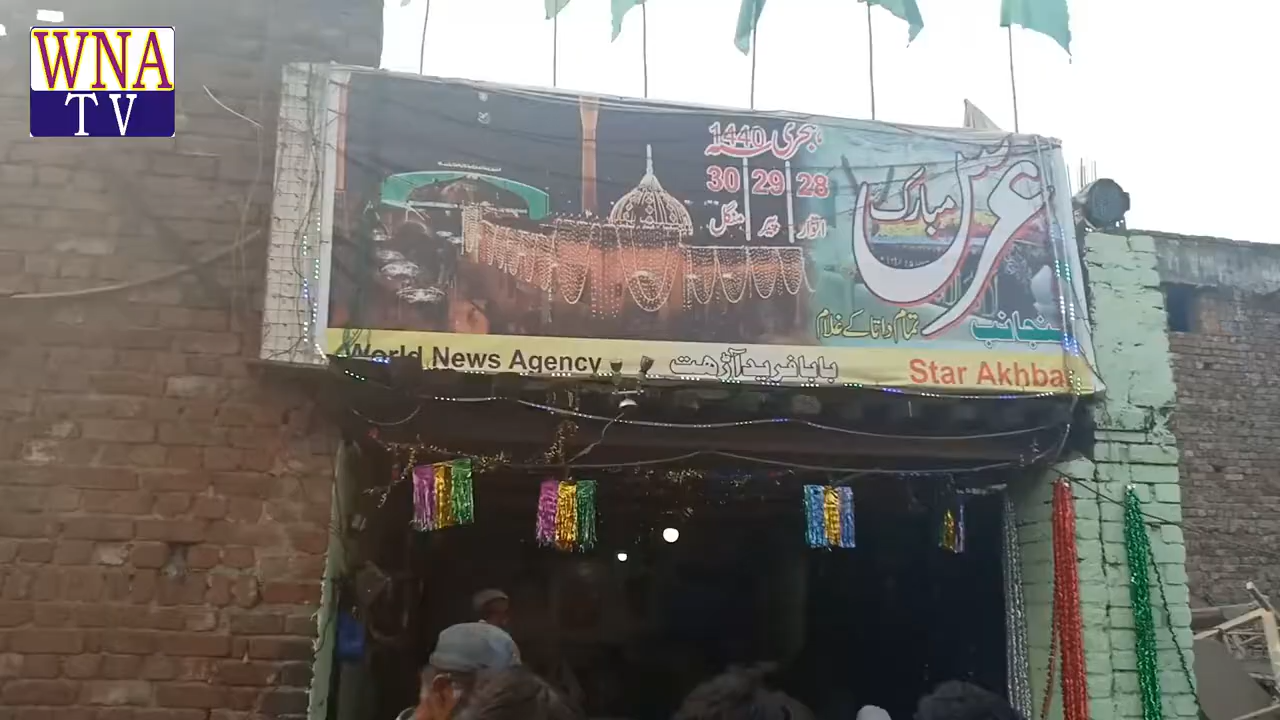 WNA
TV
1440 ہجری
30 29 28
اتوار پیر منگل
عرس مبارک
منجانب تمام داتا کے غلام
World News Agency بابا فرید آڑھت Star Akhbar